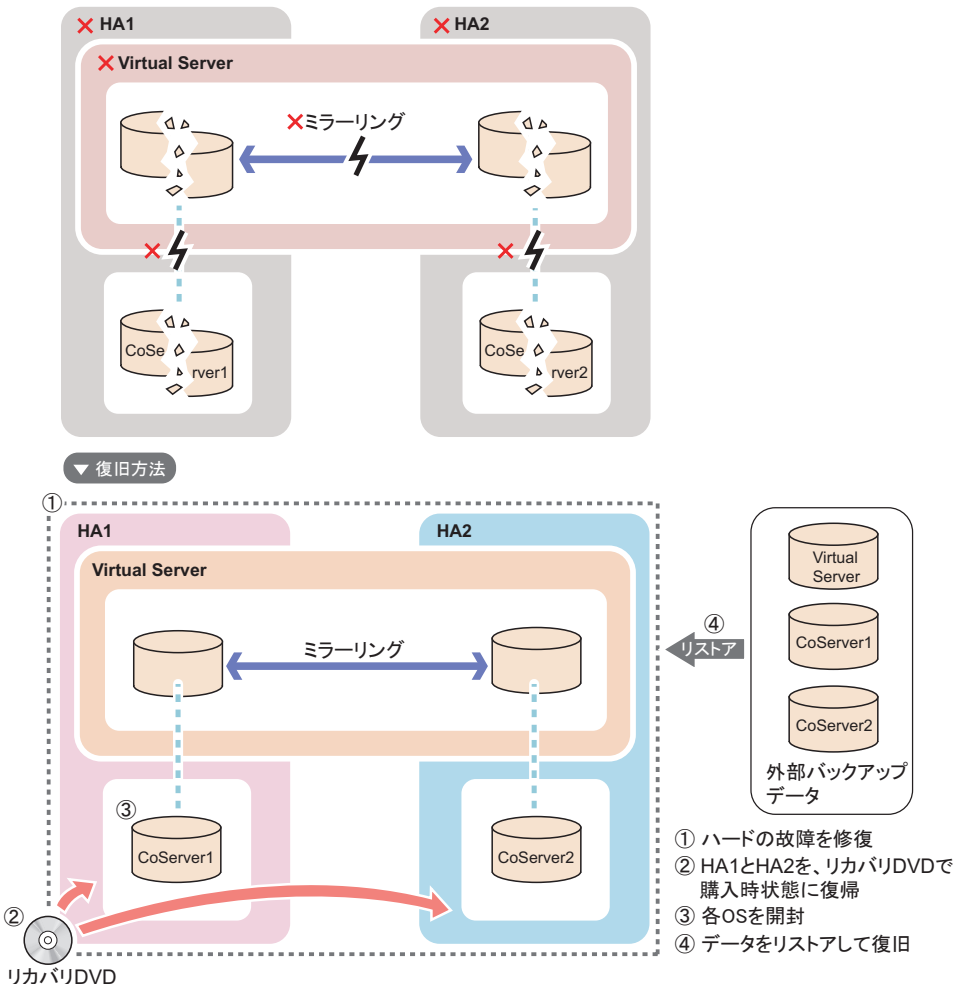 × HA1
× HA2
× Virtual Server
×ミラーリング
×
×
CoSe
rver1
CoSe
rver2
▼ 復旧方法
①
HA1
HA2
Virtual Server
ミラーリング
③
CoServer1
CoServer2
②
リカバリDVD
④
リストア
Virtual
Server
CoServer1
CoServer2
外部バックアップ
データ
① ハードの故障を修復
② HA1とHA2を、リカバリDVDで
購入時状態に復帰
③ 各OSを開封
④ データをリストアして復旧